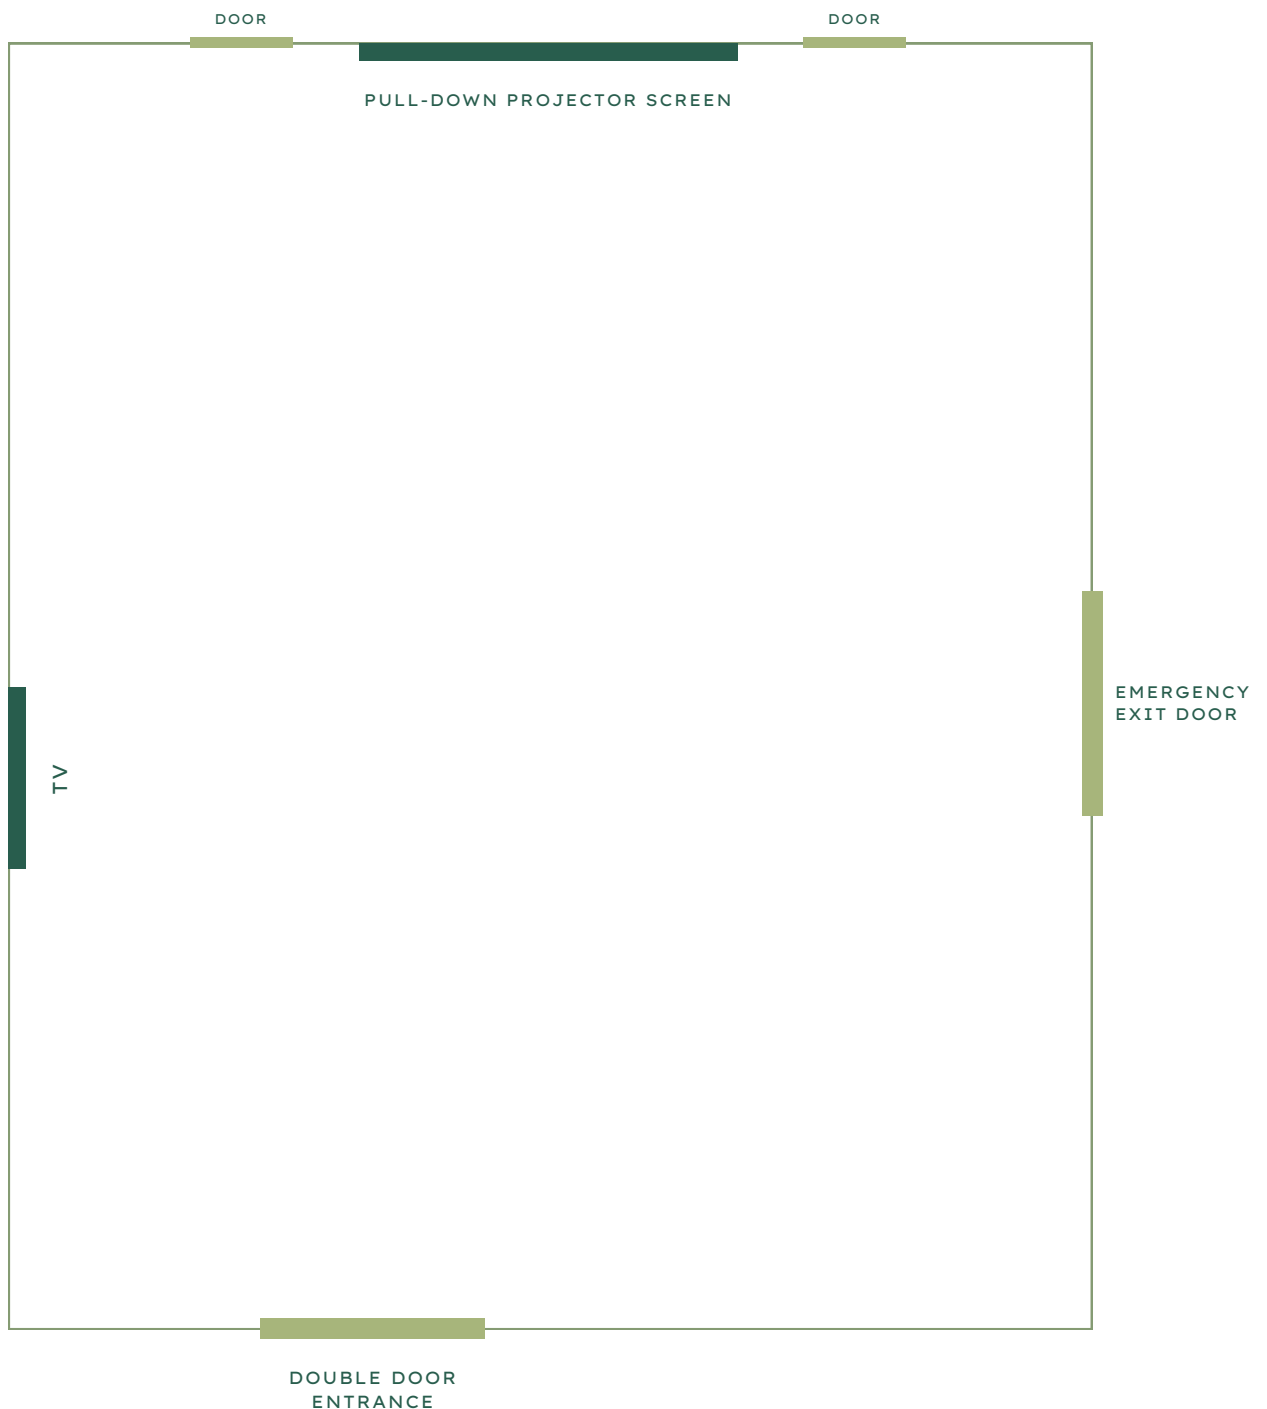 DOOR
DOOR
PULL-DOWN PROJECTOR SCREEN
EMERGENCY
EXIT DOOR
TV
DOUBLE DOOR
ENTRANCE